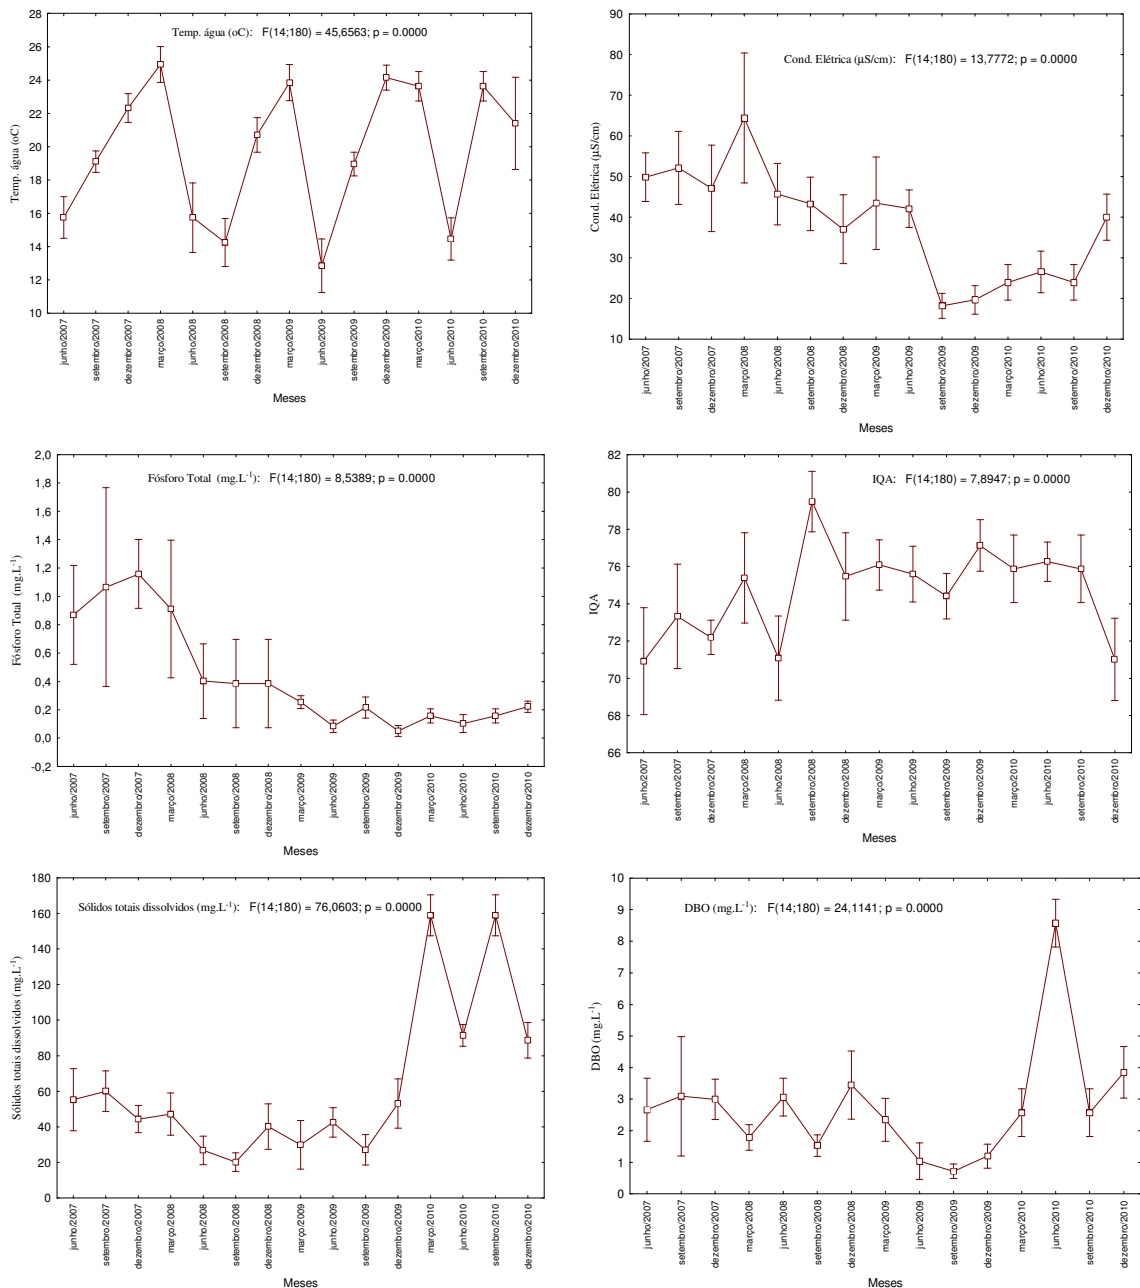 Temp. água (oC): F(14;180) = 45,6563; p = 0.0000
Temp. água (oC)
28
26
24
22
20
18
16
14
12
10
junho/2007
setembro/2007
dezembro/2007
março/2008
junho/2008
setembro/2008
dezembro/2008
março/2009
junho/2009
setembro/2009
dezembro/2009
março/2010
junho/2010
setembro/2010
dezembro/2010
Meses
Cond. Elétrica (µS/cm): F(14;180) = 13,7772; p = 0.0000
Cond. Elétrica (µS/cm)
90
80
70
60
50
40
30
20
10
junho/2007
setembro/2007
dezembro/2007
março/2008
junho/2008
setembro/2008
dezembro/2008
março/2009
junho/2009
setembro/2009
dezembro/2009
março/2010
junho/2010
setembro/2010
dezembro/2010
Meses
Fósforo Total (mg.L⁻¹): F(14;180) = 8,5389; p = 0.0000
Fósforo Total (mg.L⁻¹)
2,0
1,8
1,6
1,4
1,2
1,0
0,8
0,6
0,4
0,2
0,0
-0,2
junho/2007
setembro/2007
dezembro/2007
março/2008
junho/2008
setembro/2008
dezembro/2008
março/2009
junho/2009
setembro/2009
dezembro/2009
março/2010
junho/2010
setembro/2010
dezembro/2010
Meses
IQA: F(14;180) = 7,8947; p = 0.0000
IQA
82
80
78
76
74
72
70
68
66
junho/2007
setembro/2007
dezembro/2007
março/2008
junho/2008
setembro/2008
dezembro/2008
março/2009
junho/2009
setembro/2009
dezembro/2009
março/2010
junho/2010
setembro/2010
dezembro/2010
Meses
Sólidos totais dissolvidos (mg.L⁻¹): F(14;180) = 76,0603; p = 0.0000
Sólidos totais dissolvidos (mg.L⁻¹)
180
160
140
120
100
80
60
40
20
0
junho/2007
setembro/2007
dezembro/2007
março/2008
junho/2008
setembro/2008
dezembro/2008
março/2009
junho/2009
setembro/2009
dezembro/2009
março/2010
junho/2010
setembro/2010
dezembro/2010
Meses
DBO (mg.L⁻¹): F(14;180) = 24,1141; p = 0.0000
DBO (mg.L⁻¹)
10
9
8
7
6
5
4
3
2
1
0
junho/2007
setembro/2007
dezembro/2007
março/2008
junho/2008
setembro/2008
dezembro/2008
março/2009
junho/2009
setembro/2009
dezembro/2009
março/2010
junho/2010
setembro/2010
dezembro/2010
Meses